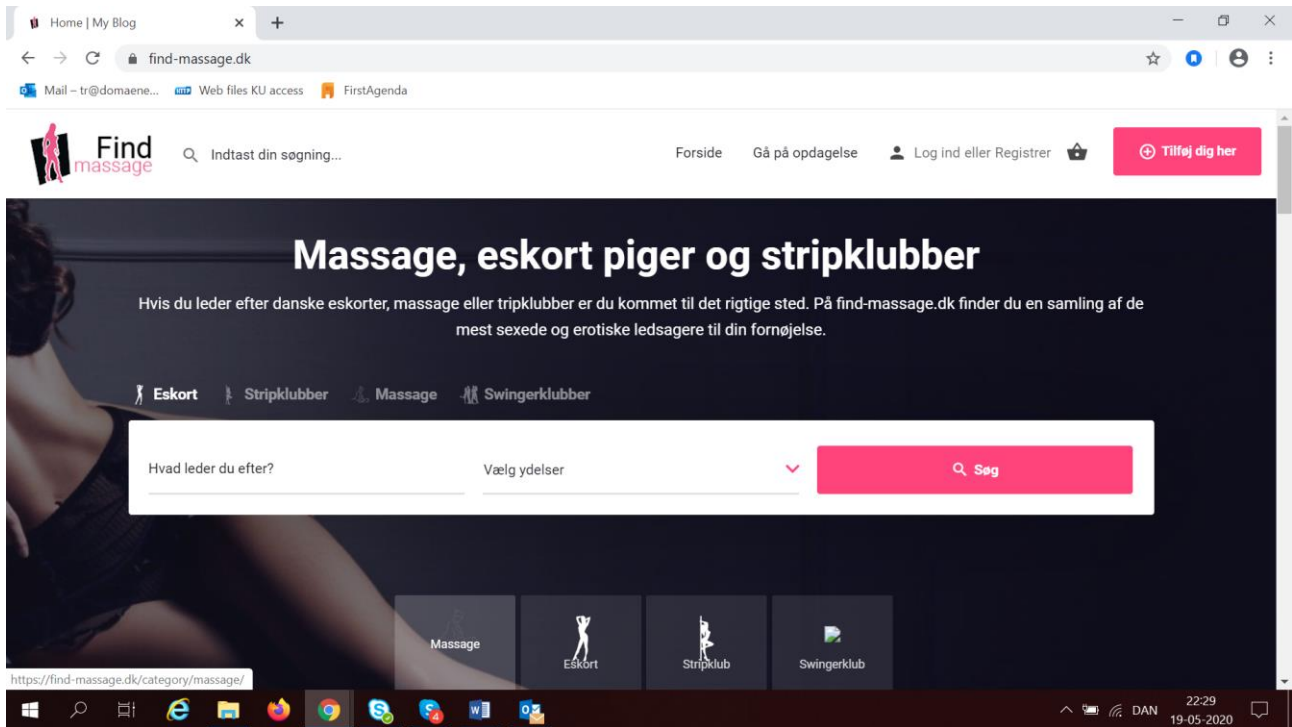 Home | My Blog
find-massage.dk
Mail – tr@domaene...
Web files KU access
FirstAgenda
Find
massage
Indtast din søgning...
Forside
Gå på opdagelse
Log ind eller Registrer
Tilføj dig her
Massage, eskort piger og stripklubber
Hvis du leder efter danske eskorter, massage eller tripklubber er du kommet til det rigtige sted. På find-massage.dk finder du en samling af de
mest sexede og erotiske ledsagere til din fornøjelse.
Eskort
Stripklubber
Massage
Swingerklubber
Hvad leder du efter?
Vælg ydelser
Søg
Massage
Eskort
Stripklub
Swingerklub
https://find-massage.dk/category/massage/
DAN
22:29
19-05-2020